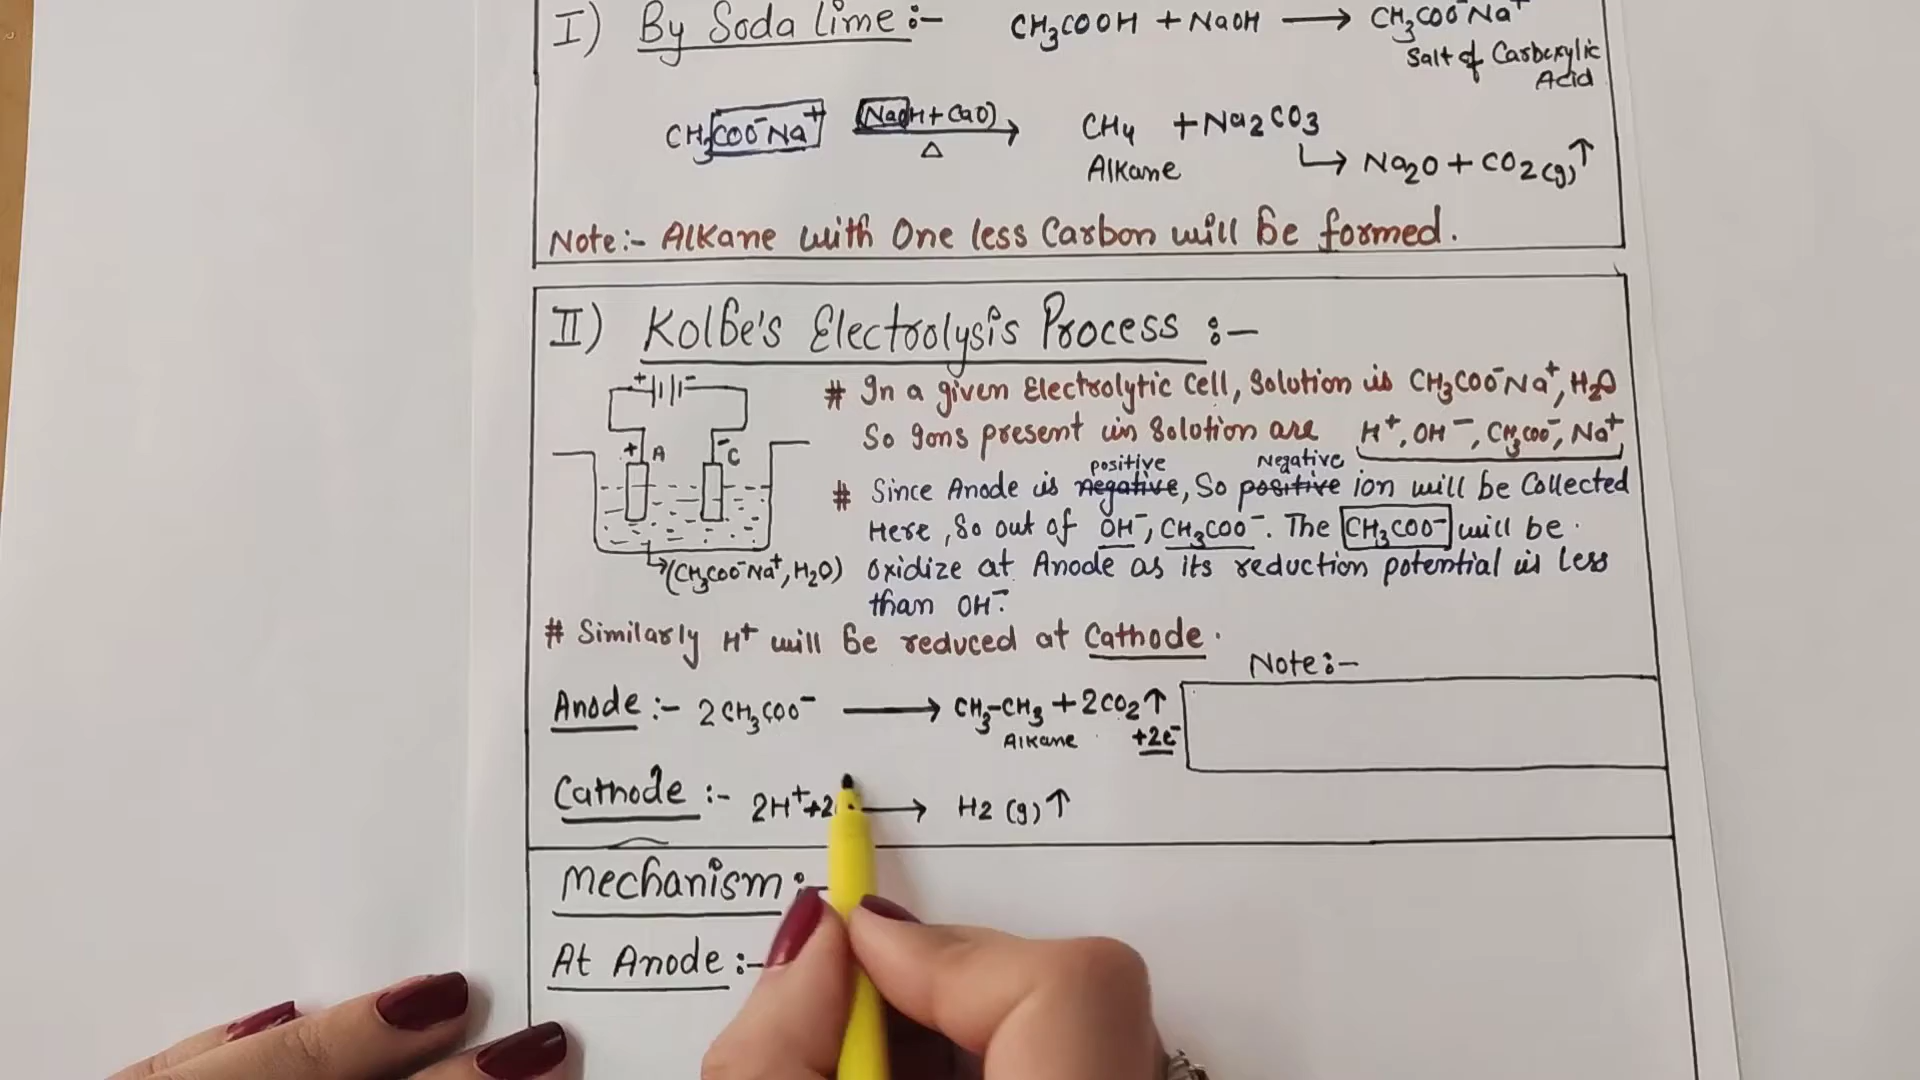 I) By Soda lime :- CH3COOH + NaOH ⟶ CH3COO⁻Na⁺
Salt of Carboxylic
Acid
CH3COO⁻Na⁺ (NaOH + CaO) CH4 + Na2CO3
△
Alkane ↳ Na2O + CO2(g)↑
Note:- Alkane with One less Carbon will be formed.
II) Kolbe's Electrolysis Process :-
+ -
# In a given Electrolytic Cell, Solution is CH3COO⁻Na⁺, H2O
So Ions present in Solution are H⁺, OH⁻, CH3COO⁻, Na⁺
+ A - C
positive Negative
# Since Anode is negative, So positive ion will be Collected
Here, So out of OH⁻, CH3COO⁻. The CH3COO⁻ will be
(CH3COO⁻Na⁺, H2O)
oxidize at Anode as its reduction potential is less
than OH⁻.
# Similarly H⁺ will be reduced at Cathode.
Note :-
Anode :- 2CH3COO⁻ ⟶ CH3-CH3 + 2CO2↑
Alkane +2e⁻
Cathode :- 2H⁺+2 ⟶ H2 (g)↑
Mechanism :-
At Anode :-